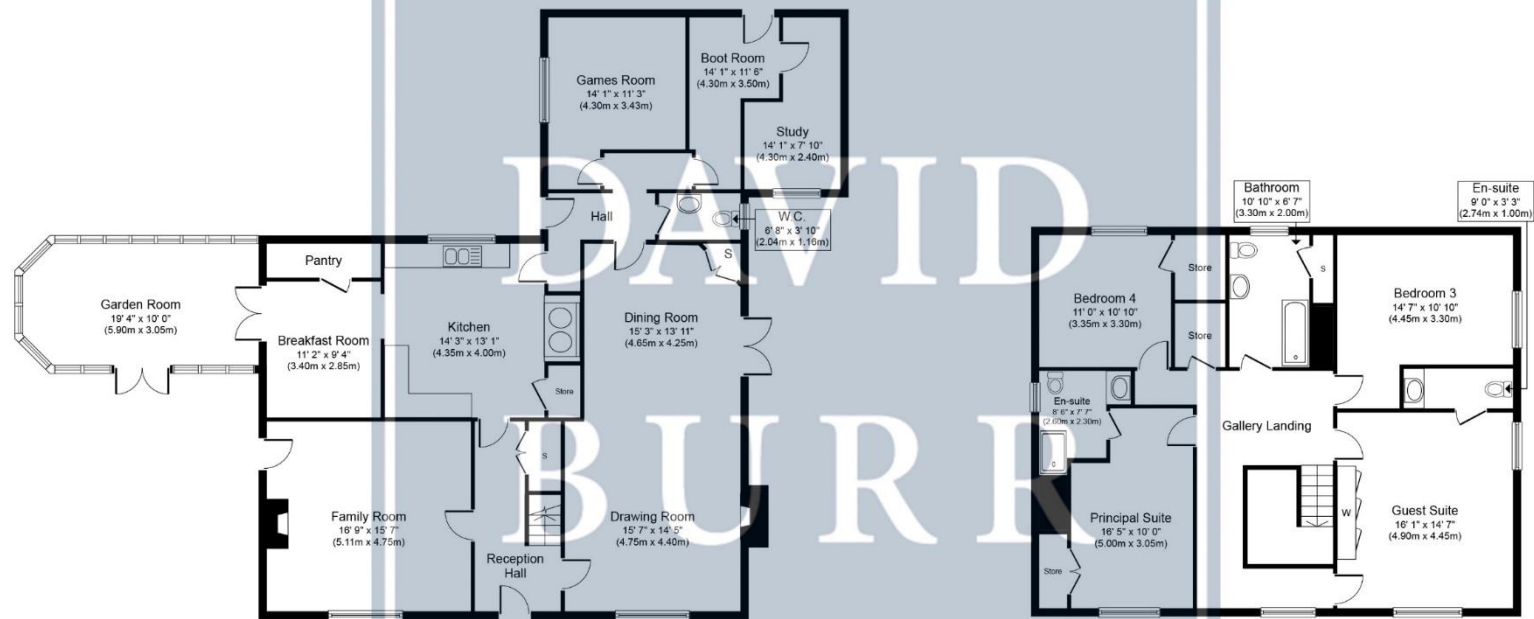 Games Room
14' 1" x 11' 3"
(4.30m x 3.43m)
Boot Room
14' 1" x 11' 6"
(4.30m x 3.50m)
Study
14' 1" x 7' 10"
(4.30m x 2.40m)
Hall
W.C.
6' 8" x 3' 10"
(2.04m x 1.16m)
S
Pantry
Garden Room
19' 4" x 10' 0"
(5.90m x 3.05m)
Breakfast Room
11' 2" x 9' 4"
(3.40m x 2.85m)
Kitchen
14' 3" x 13' 1"
(4.35m x 4.00m)
Dining Room
15' 3" x 13' 11"
(4.65m x 4.25m)
Store
S
Family Room
16' 9" x 15' 7"
(5.11m x 4.75m)
Reception
Hall
Drawing Room
15' 7" x 14' 5"
(4.75m x 4.40m)
Bathroom
10' 10" x 6' 7"
(3.30m x 2.00m)
En-suite
9' 0" x 3' 3"
(2.74m x 1.00m)
Bedroom 4
11' 0" x 10' 10"
(3.35m x 3.30m)
Store
Store
S
Bedroom 3
14' 7" x 10' 10"
(4.45m x 3.30m)
En-suite
8' 6" x 7' 7"
(2.60m x 2.30m)
Gallery Landing
Principal Suite
16' 5" x 10' 0"
(5.00m x 3.05m)
Store
W
Guest Suite
16' 1" x 14' 7"
(4.90m x 4.45m)
DAVID
BURR